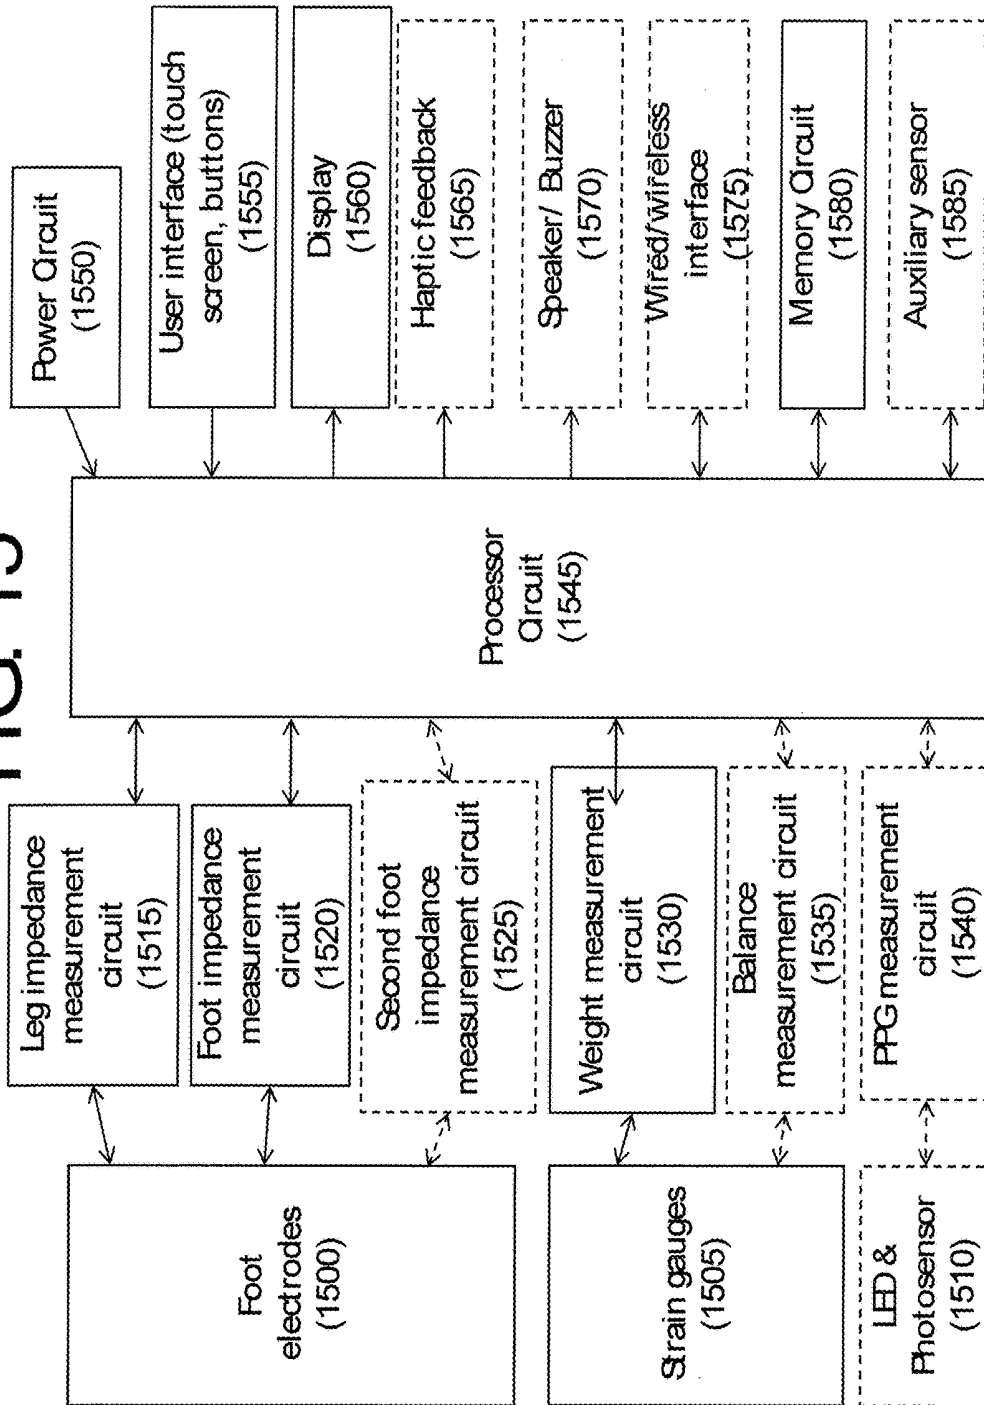 FIG. 15
Foot
electrodes
(1500)
Strain gauges
(1505)
LED &
Photosensor
(1510)
Leg impedance
measurement
circuit
(1515)
Foot impedance
measurement
circuit
(1520)
Second foot
impedance
measurement circuit
(1525)
Weight measurement
circuit
(1530)
Balance
measurement circuit
(1535)
PPG measurement
circuit
(1540)
Processor
Circuit
(1545)
Power Circuit
(1550)
User interface (touch
screen, buttons)
(1555)
Display
(1560)
Haptic feedback
(1565)
Speaker/ Buzzer
(1570)
Wired/wireless
interface
(1575)
Memory Circuit
(1580)
Auxiliary sensor
(1585)